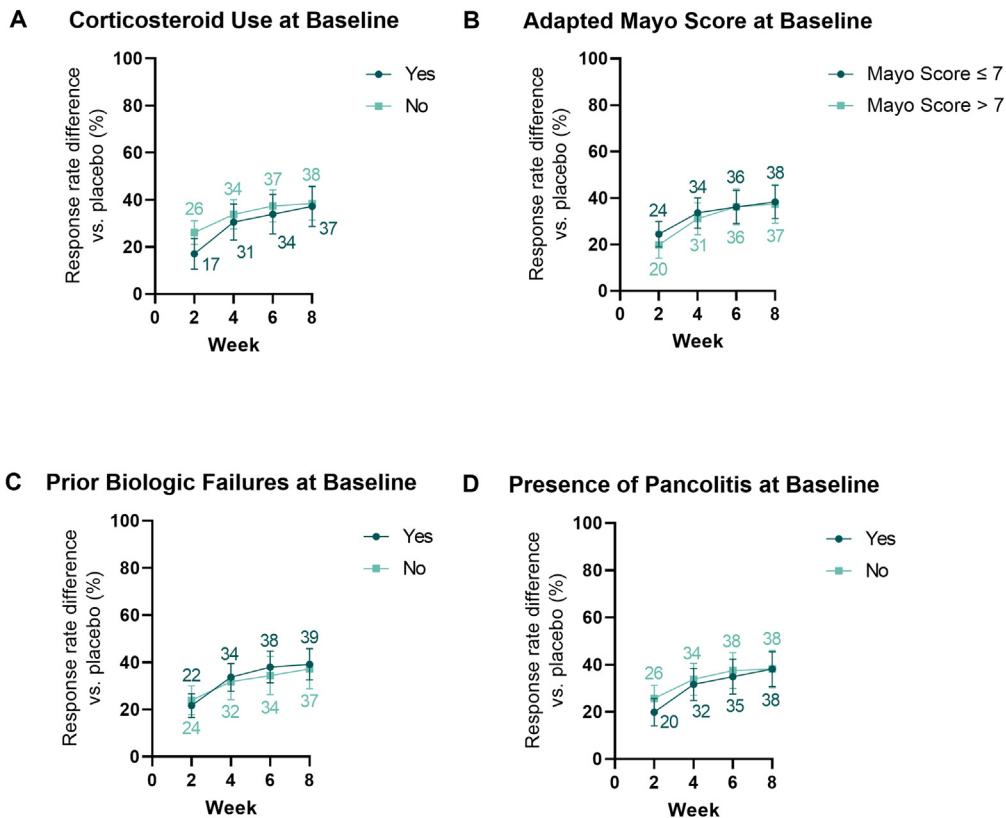 A Corticosteroid Use at Baseline
Response rate difference
vs. placebo (%)
100
80
60
40
20
0
0 2 4 6 8
Week
Yes
No
26 34 37 38
17 31 34 37
B Adapted Mayo Score at Baseline
Response rate difference
vs. placebo (%)
100
80
60
40
20
0
0 2 4 6 8
Week
Mayo Score ≤ 7
Mayo Score > 7
24 34 36 38
20 31 36 37
C Prior Biologic Failures at Baseline
Response rate difference
vs. placebo (%)
100
80
60
40
20
0
0 2 4 6 8
Week
Yes
No
22 34 38 39
24 32 34 37
D Presence of Pancolitis at Baseline
Response rate difference
vs. placebo (%)
100
80
60
40
20
0
0 2 4 6 8
Week
Yes
No
26 34 38 38
20 32 35 38